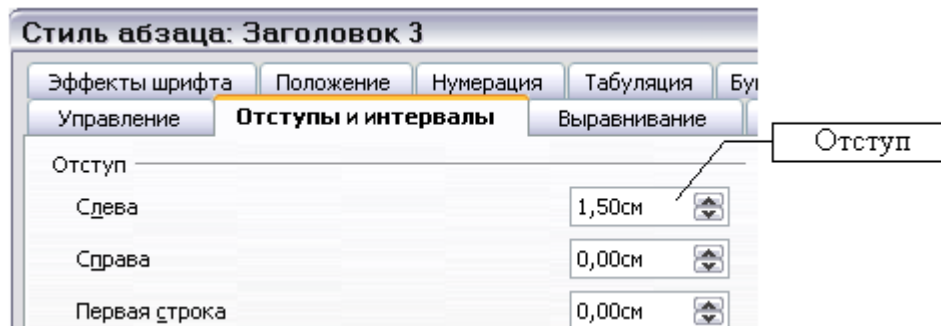 Стиль абзаца: Заголовок 3
Эффекты шрифта Положение Нумерация Табуляция
Управление Отступы и интервалы Выравнивание
Отступ
Отступ
Слева 1,50см
Справа 0,00см
Первая строка 0,00см